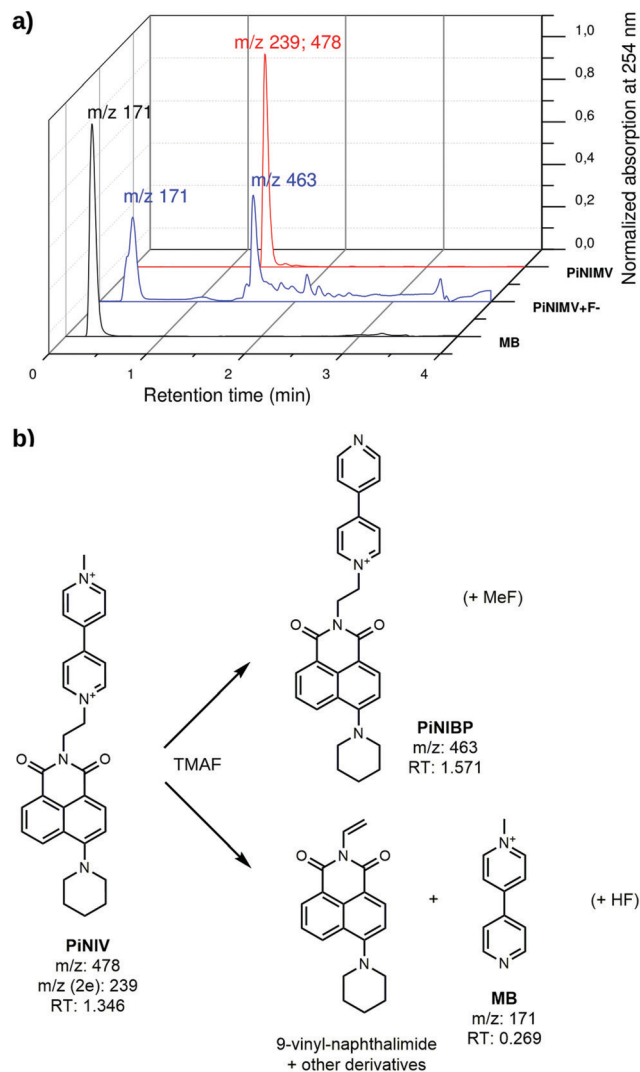 a)
m/z 239; 478
m/z 171
m/z 463
m/z 171
1,0
0,8
0,6
0,4
0,2
0,0
Normalized absorption at 254 nm
PiNIMV
PiNIMV+F-
MB
0
1
2
3
4
Retention time (min)
b)
N
N+
(+ MeF)
N
O
O
N
PiNIBP
m/z: 463
RT: 1.571
N+
N+
N
O
O
N
PiNIV
m/z: 478
m/z (2e): 239
RT: 1.346
TMAF
O
N
O
N
9-vinyl-naphthalimide
+ other derivatives
+
N+
N
MB
m/z: 171
RT: 0.269
(+ HF)